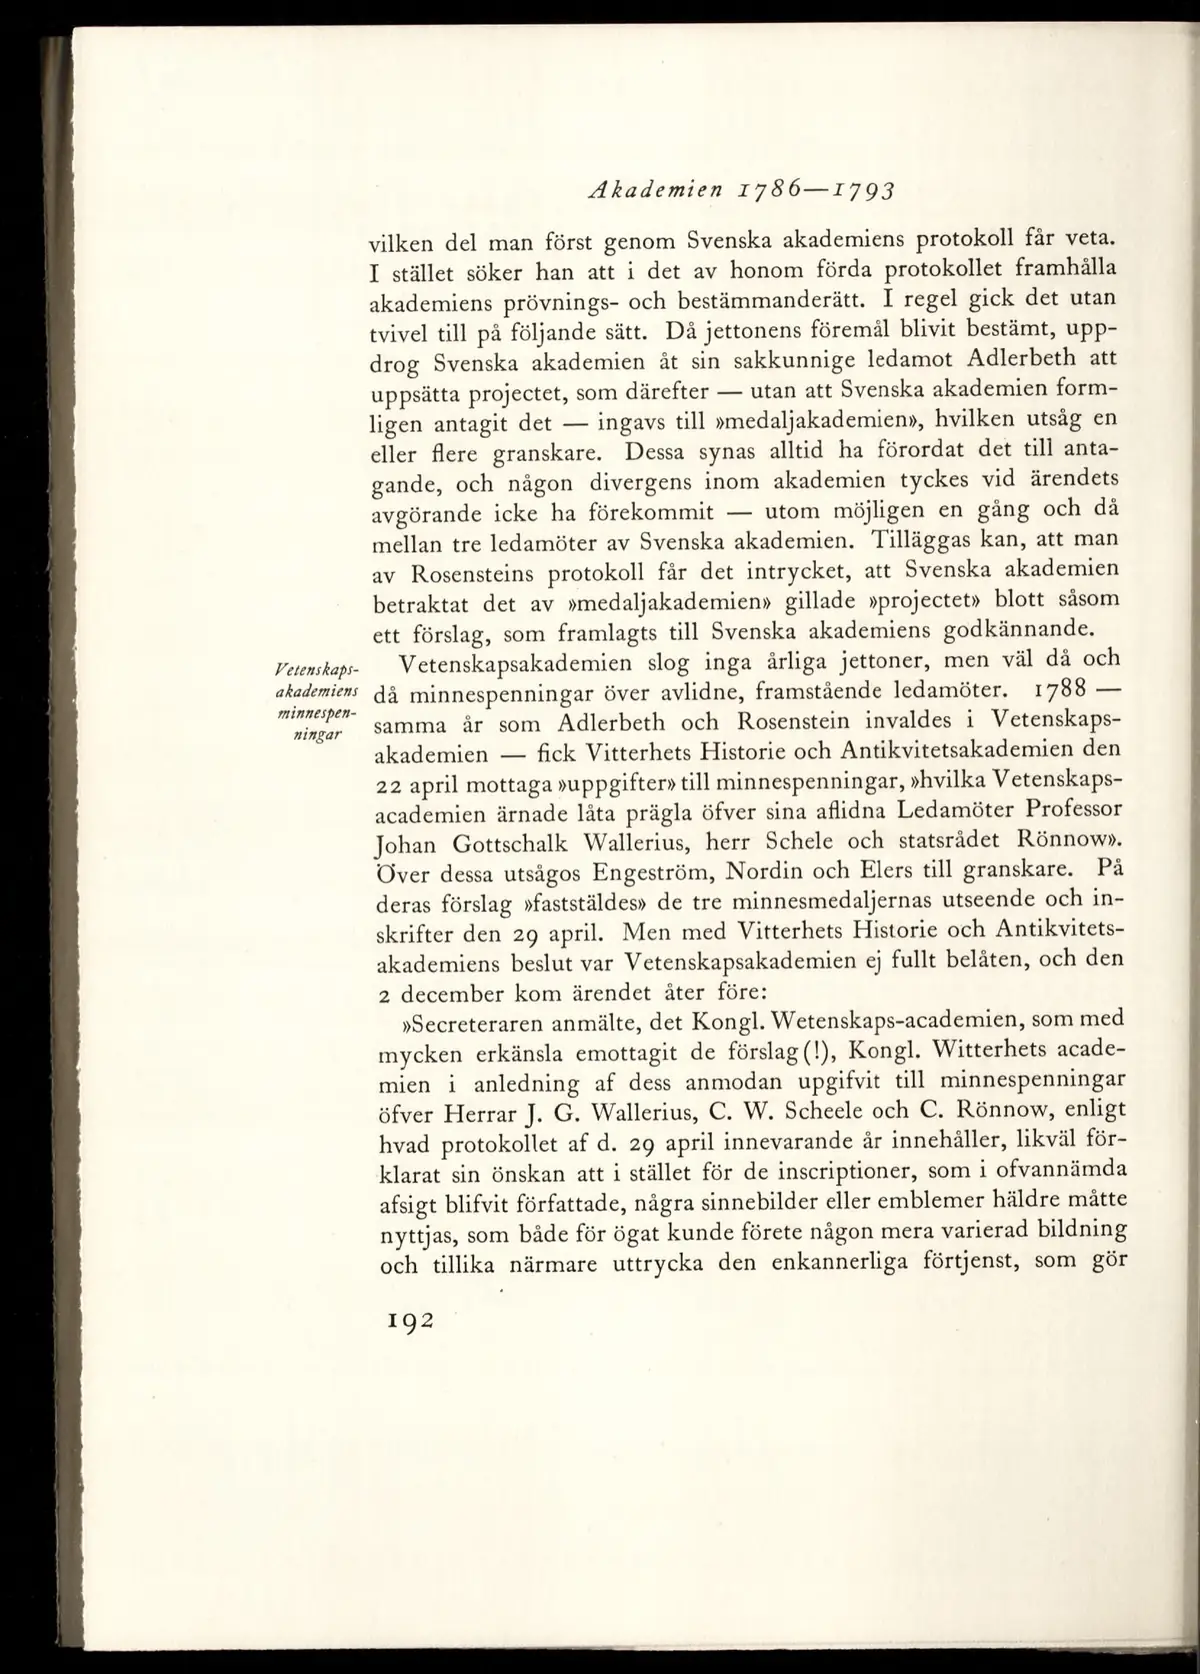 Akademien 1786—1793
vilken del man först genom Svenska akademiens protokoll får veta.
I stället söker han att i det av honom förda protokollet framhålla
akademiens prövnings- och bestämmanderätt. I regel gick det utan
tvivel till på följande sätt. Då jettonens föremål blivit bestämt, upp-
drog Svenska akademien åt sin sakkunnige ledamot Adlerbeth att
uppsätta projectet, som därefter — utan att Svenska akademien form-
ligen antagit det — ingavs till »medaljakademien», hvilken utsåg en
eller flere granskare. Dessa synas alltid ha förordat det till anta-
gande, och någon divergens inom akademien tyckes vid ärendets
avgörande icke ha förekommit — utom möjligen en gång och då
mellan tre ledamöter av Svenska akademien. Tilläggas kan, att man
av Rosensteins protokoll får det intrycket, att Svenska akademien
betraktat det av »medaljakademien» gillade »projectet» blott såsom
ett förslag, som framlagts till Svenska akademiens godkännande.
Vetenskaps-
akademiens
minnespen-
ningar
Vetenskapsakademien slog inga årliga jettoner, men väl då och
då minnespenningar över avlidne, framstående ledamöter. 1788 —
samma år som Adlerbeth och Rosenstein invaldes i Vetenskaps-
akademien — fick Vitterhets Historie och Antikvitetsakademien den
22 april mottaga »uppgifter» till minnespenningar, »hvilka Vetenskaps-
academien ärnade låta prägla öfver sina aflidna Ledamöter Professor
Johan Gottschalk Wallerius, herr Schele och statsrådet Rönnow».
Över dessa utsågos Engeström, Nordin och Elers till granskare. På
deras förslag »faststäldes» de tre minnesmedaljernas utseende och in-
skrifter den 29 april. Men med Vitterhets Historie och Antikvitets-
akademiens beslut var Vetenskapsakademien ej fullt belåten, och den
2 december kom ärendet åter före:
»Secreteraren anmälte, det Kongl. Wetenskaps-academien, som med
mycken erkänsla emottagit de förslag(!), Kongl. Witterhets acade-
mien i anledning af dess anmodan upgifvit till minnespenningar
öfver Herrar J. G. Wallerius, C. W. Scheele och C. Rönnow, enligt
hvad protokollet af d. 29 april innevarande år innehåller, likväl för-
klarat sin önskan att i stället för de inscriptioner, som i ofvannämda
afsigt blifvit författade, några sinnebilder eller emblemer häldre måtte
nyttjas, som både för ögat kunde förete någon mera varierad bildning
och tillika närmare uttrycka den enkannerliga förtjenst, som gör
192